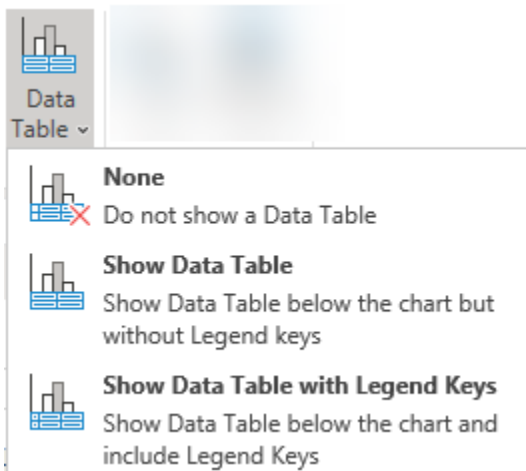 Data
Table
None
Do not show a Data Table
Show Data Table
Show Data Table below the chart but
without Legend keys
Show Data Table with Legend Keys
Show Data Table below the chart and
include Legend Keys